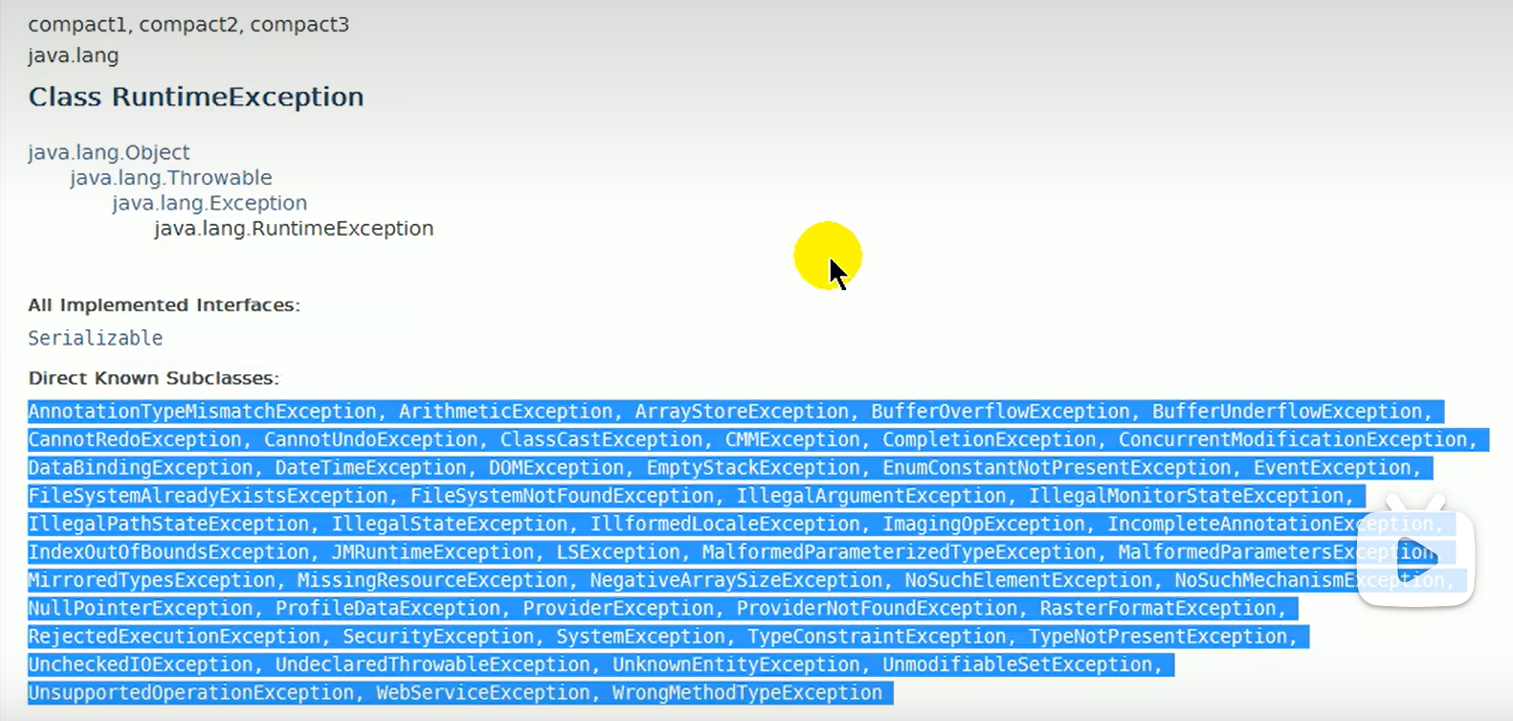 compact1, compact2, compact3
java.lang
Class RuntimeException
java.lang.Object
java.lang.Throwable
java.lang.Exception
java.lang.RuntimeException
All Implemented Interfaces:
Serializable
Direct Known Subclasses:
AnnotationTypeMismatchException, ArithmeticException, ArrayStoreException, BufferOverflowException, BufferUnderflowException,
CannotRedoException, CannotUndoException, ClassCastException, CMMException, CompletionException, ConcurrentModificationException,
DataBindingException, DateTimeException, DOMException, EmptyStackException, EnumConstantNotPresentException, EventException,
FileSystemAlreadyExistsException, FileSystemNotFoundException, IllegalArgumentException, IllegalMonitorStateException,
IllegalPathStateException, IllegalStateException, IllformedLocaleException, ImagingOpException, IncompleteAnnotationException,
IndexOutOfBoundsException, JMRuntimeException, LSException, MalformedParameterizedTypeException, MalformedParametersException,
MirroredTypesException, MissingResourceException, NegativeArraySizeException, NoSuchElementException, NoSuchMechanismException,
NullPointerException, ProfileDataException, ProviderException, ProviderNotFoundException, RasterFormatException,
RejectedExecutionException, SecurityException, SystemException, TypeConstraintException, TypeNotPresentException,
UncheckedIOException, UndeclaredThrowableException, UnknownEntityException, UnmodifiableSetException,
UnsupportedOperationException, WebServiceException, WrongMethodTypeException